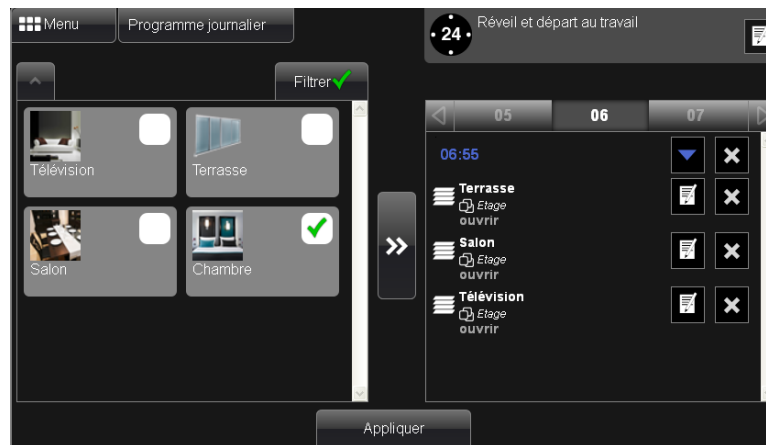 Menu
Programme journalier
24
Réveil et départ au travail
Filtrer
Télévision
Terrasse
Salon
Chambre
05
06
07
06:55
Terrasse
Etage
ouvrir
Salon
Etage
ouvrir
Télévision
Etage
ouvrir
Appliquer